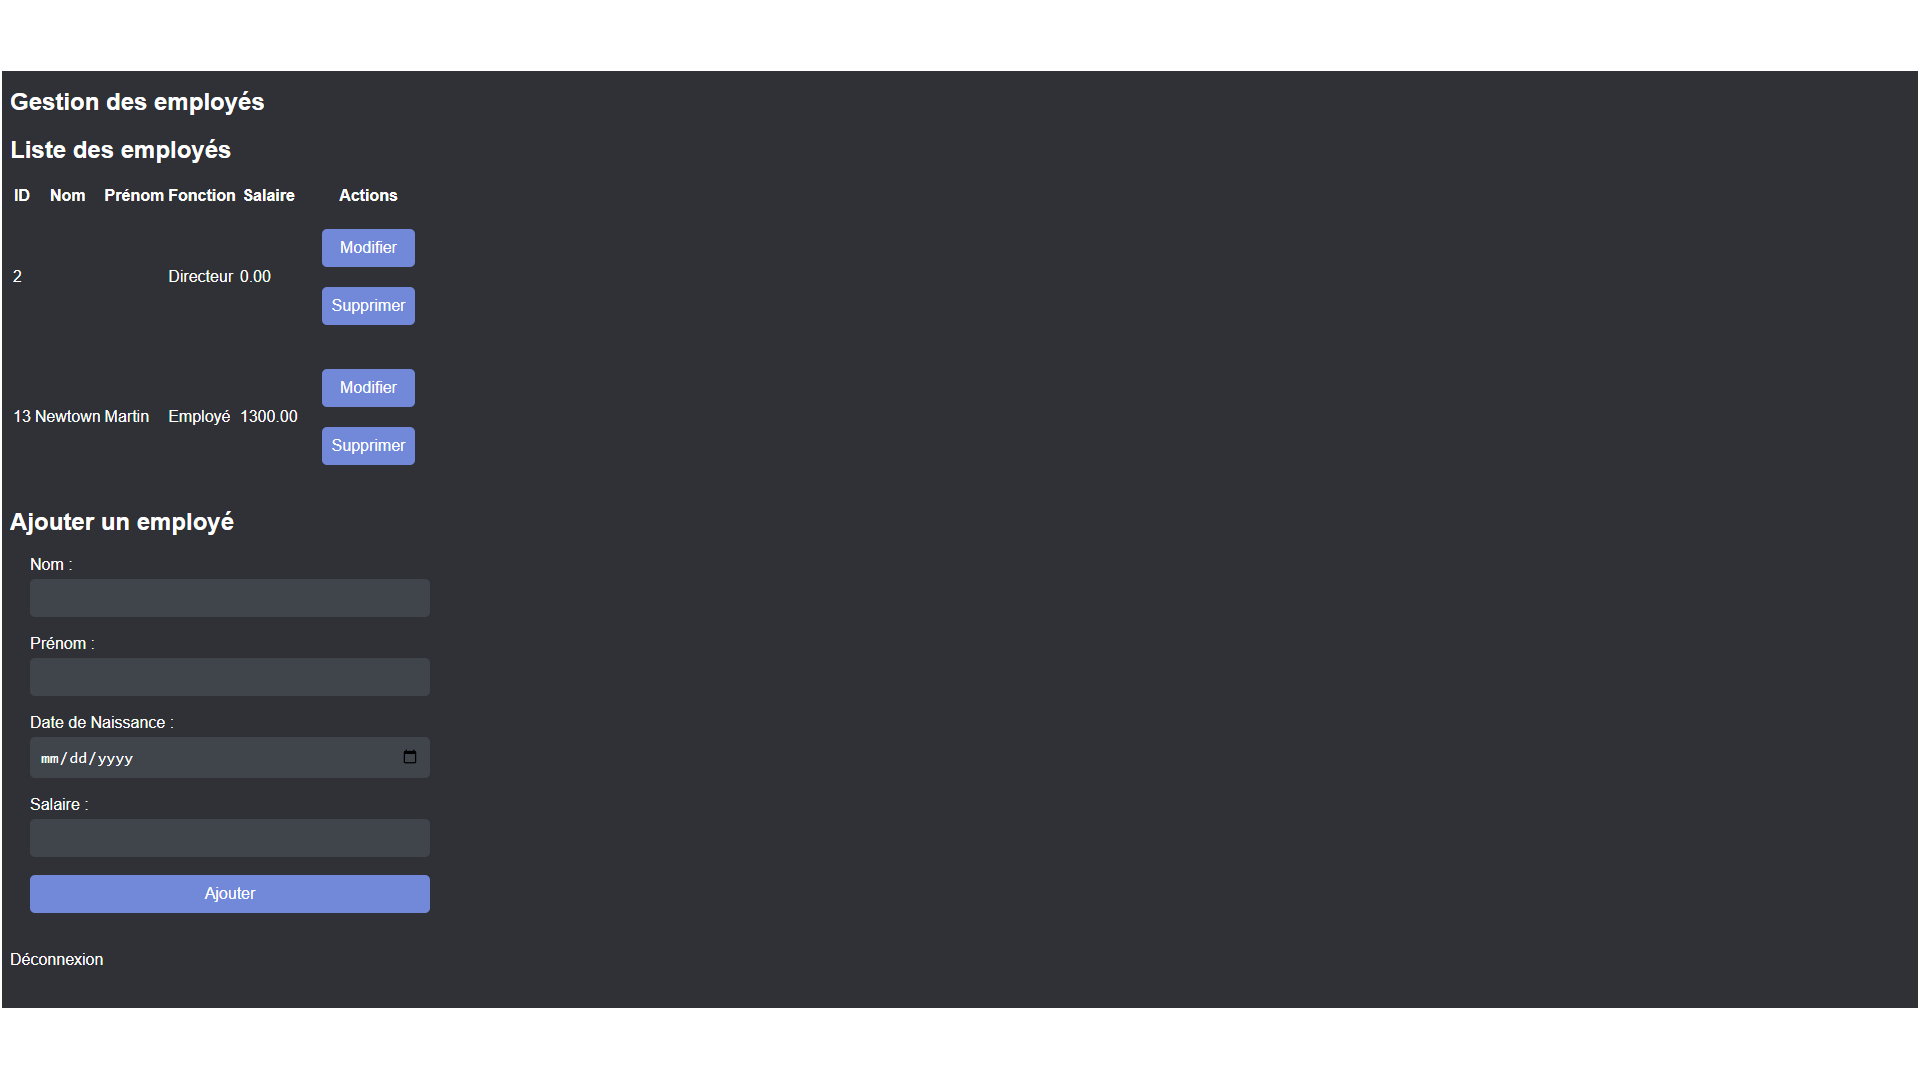 Gestion des employés
Liste des employés
ID Nom Prénom Fonction Salaire Actions
Modifier
2 Directeur 0.00
Supprimer
Modifier
13 Newtown Martin Employé 1300.00
Supprimer
Ajouter un employé
Nom :
Prénom :
Date de Naissance :
mm/dd/yyyy
Salaire :
Ajouter
Déconnexion